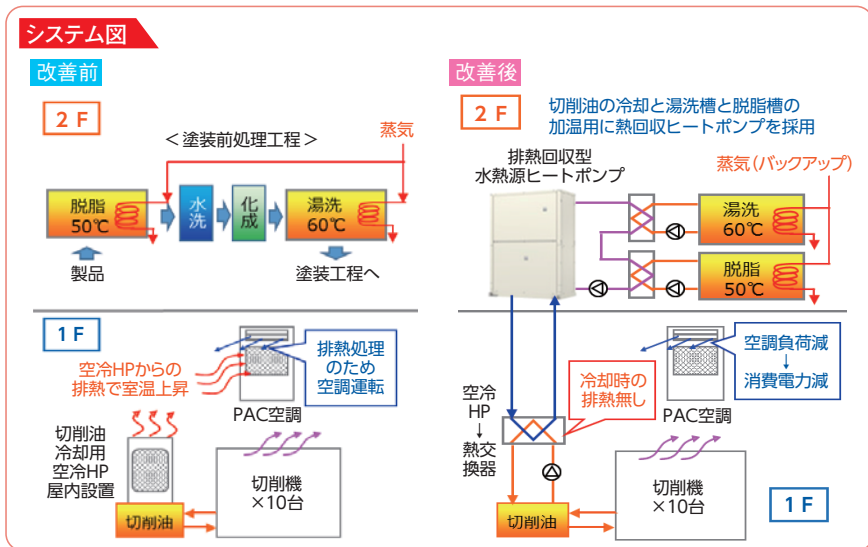 システム図
改善前
2 F
＜塗装前処理工程＞
蒸気
脱脂
50℃
水洗
化成
湯洗
60℃
製品
塗装工程へ
1 F
空冷HPからの
排熱で室温上昇
排熱処理
のため
空調運転
PAC空調
切削油
冷却用
空冷HP
屋内設置
切削機
×10台
切削油
改善後
2 F
切削油の冷却と湯洗槽と脱脂槽の
加温用に熱回収ヒートポンプを採用
排熱回収型
水熱源ヒートポンプ
蒸気（バックアップ）
湯洗
60℃
脱脂
50℃
空冷
HP
↓
熱交
換器
冷却時の
排熱無し
PAC空調
空調負荷減
↓
消費電力減
切削機
×10台
切削油
1 F